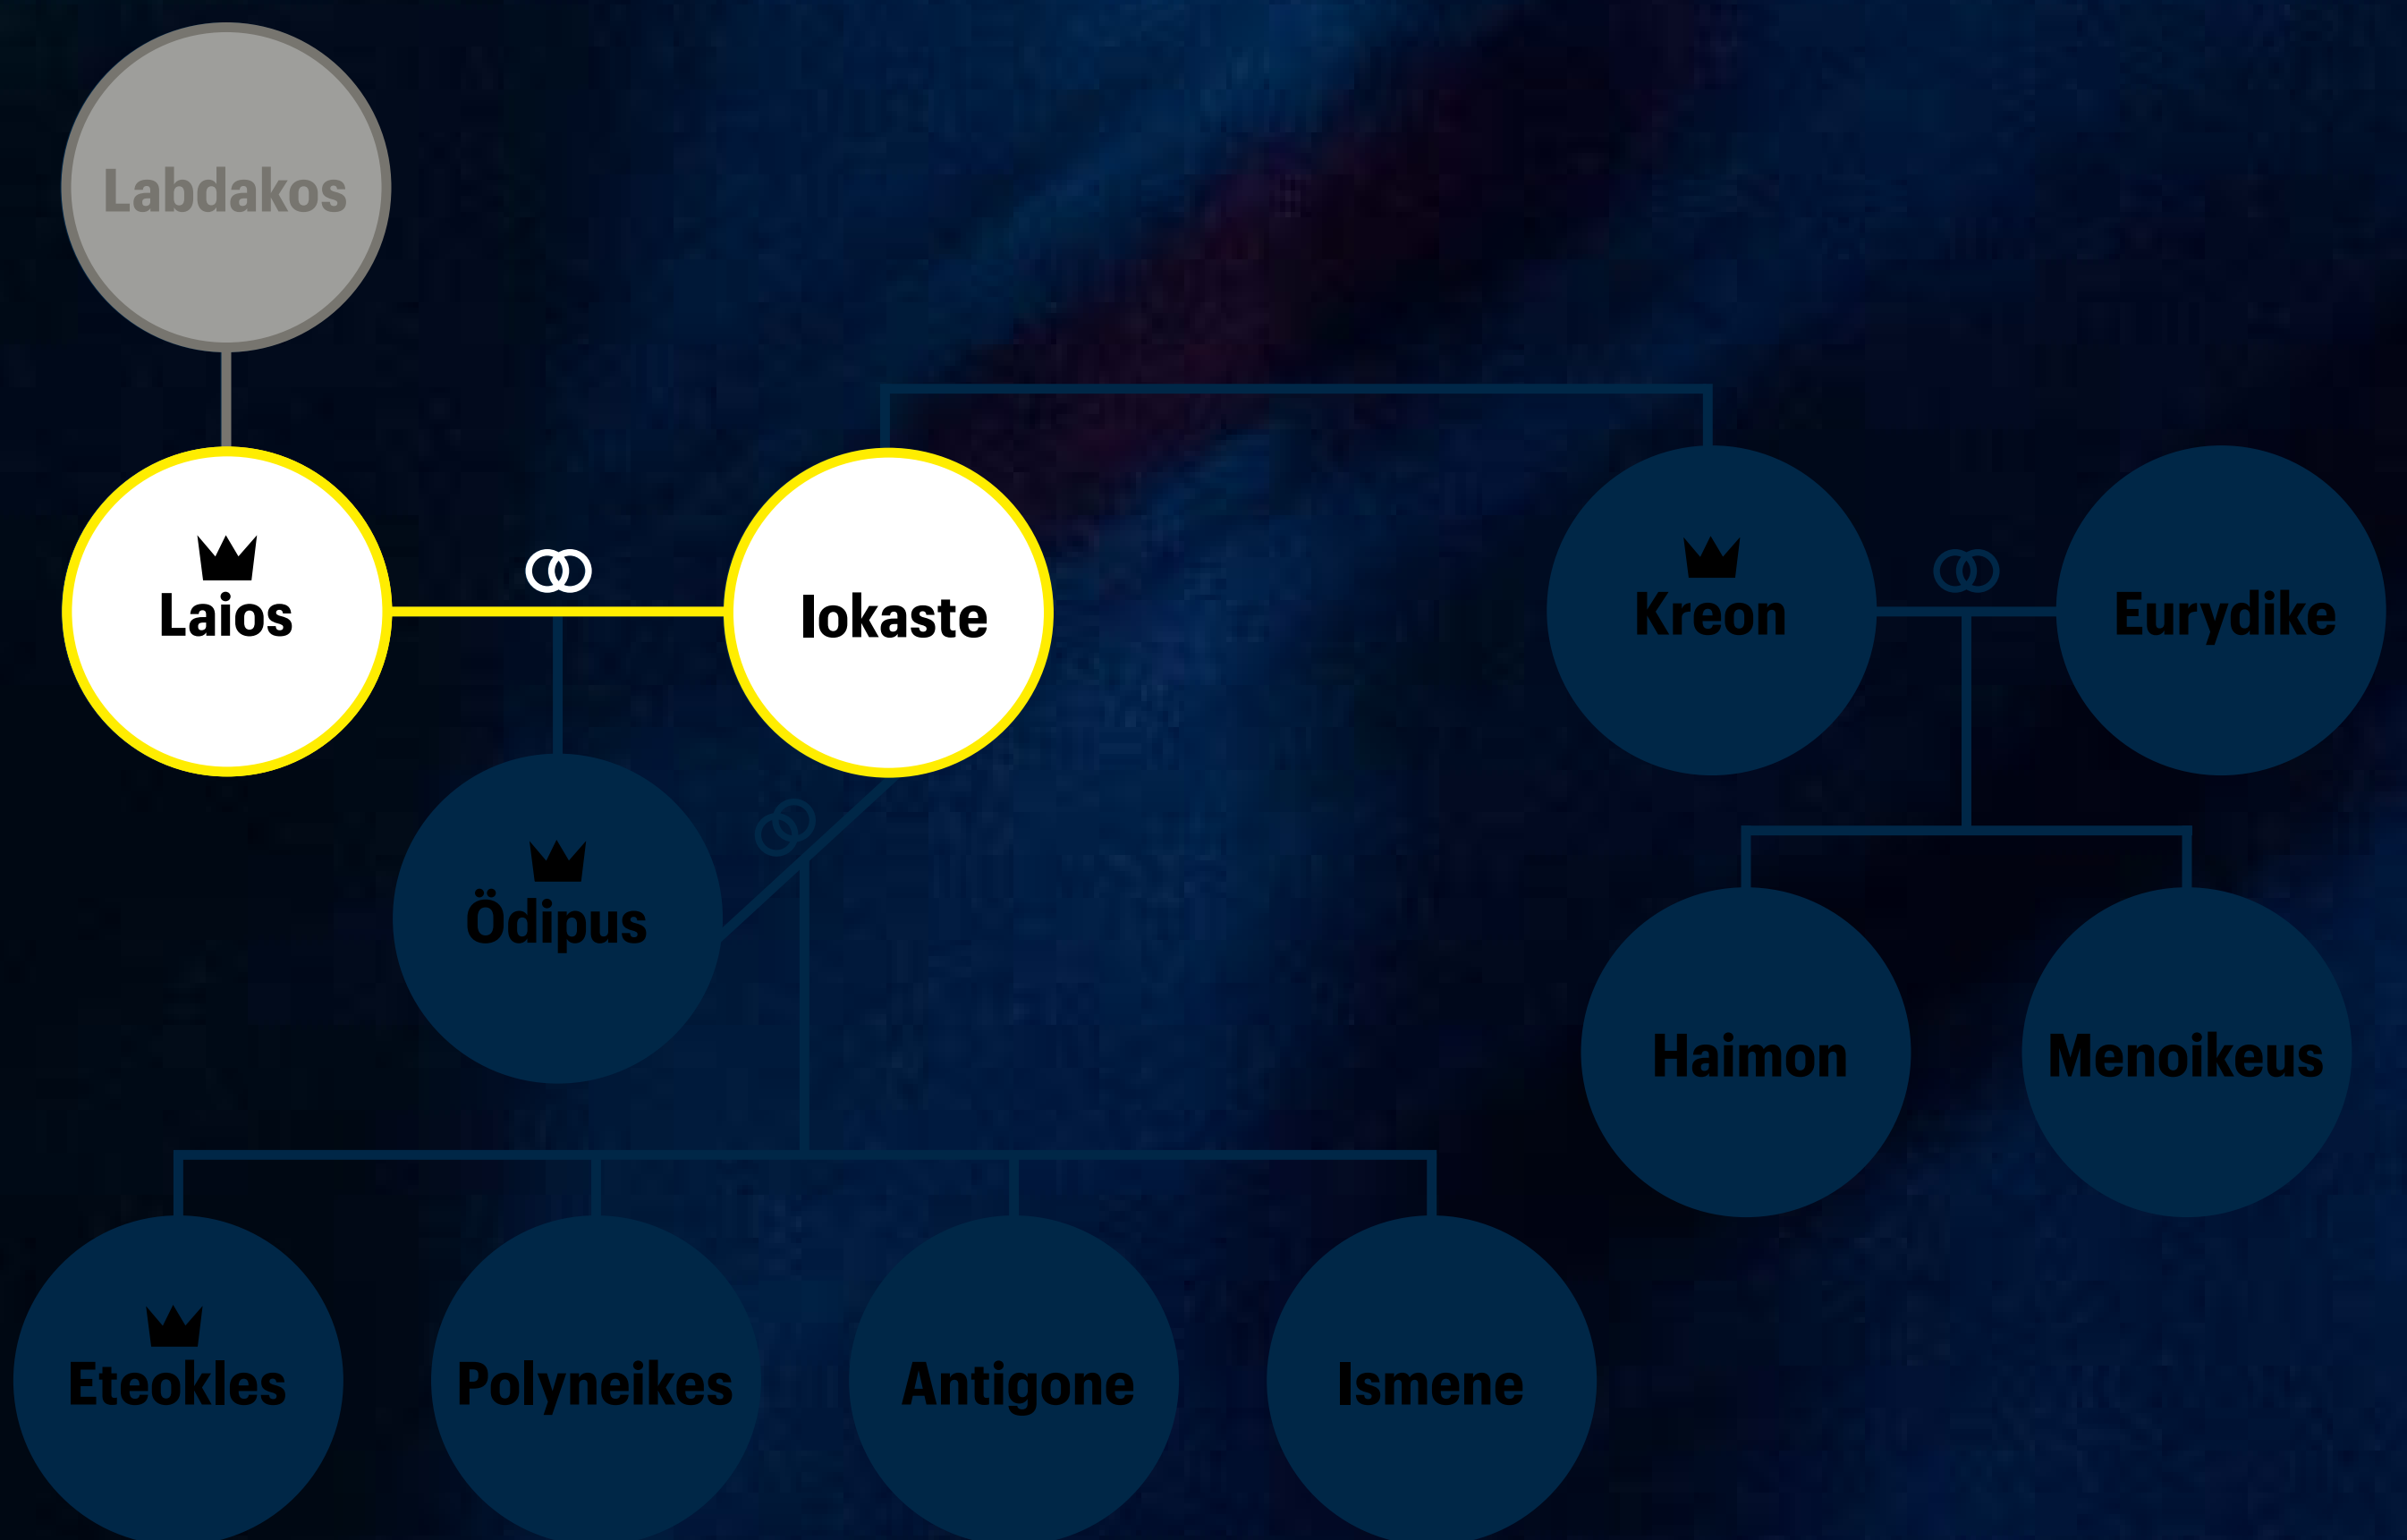 Labdakos
Laios
Iokaste
Kreon
Eurydike
Ödipus
Haimon
Menoikeus
Eteokles
Polyneikes
Antigone
Ismene